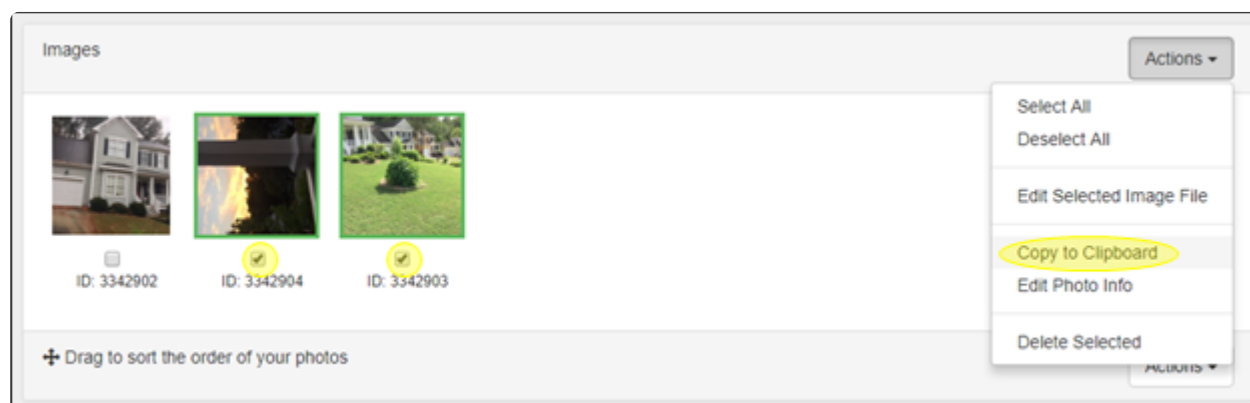 Images
Actions
Select All
Deselect All
Edit Selected Image File
Copy to Clipboard
Edit Photo Info
Delete Selected
ID: 3342902
ID: 3342904
ID: 3342903
Drag to sort the order of your photos
Actions